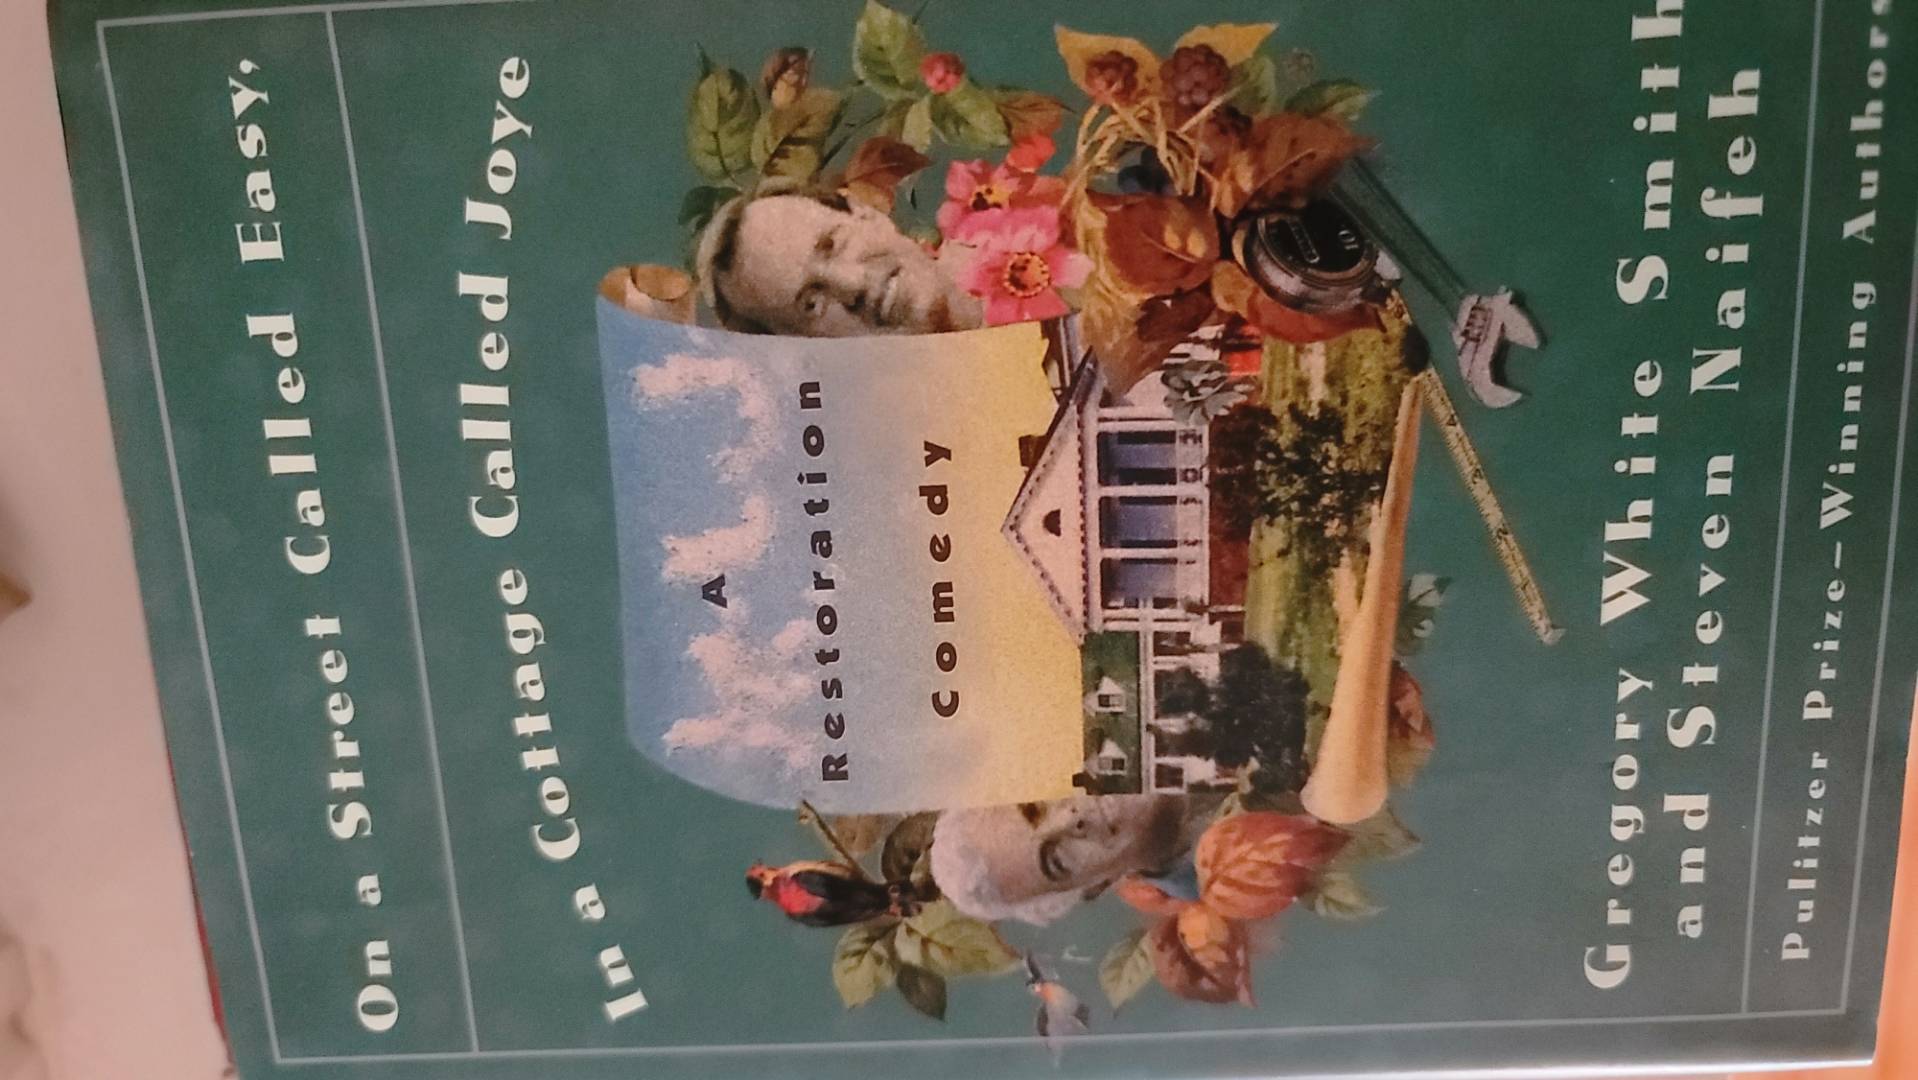 On a Street Called Easy,
In a Cottage Called Joye
A
Restoration
Comedy
Gregory White Smith
and Steven Naifeh
Pulitzer Prize–Winning Authors